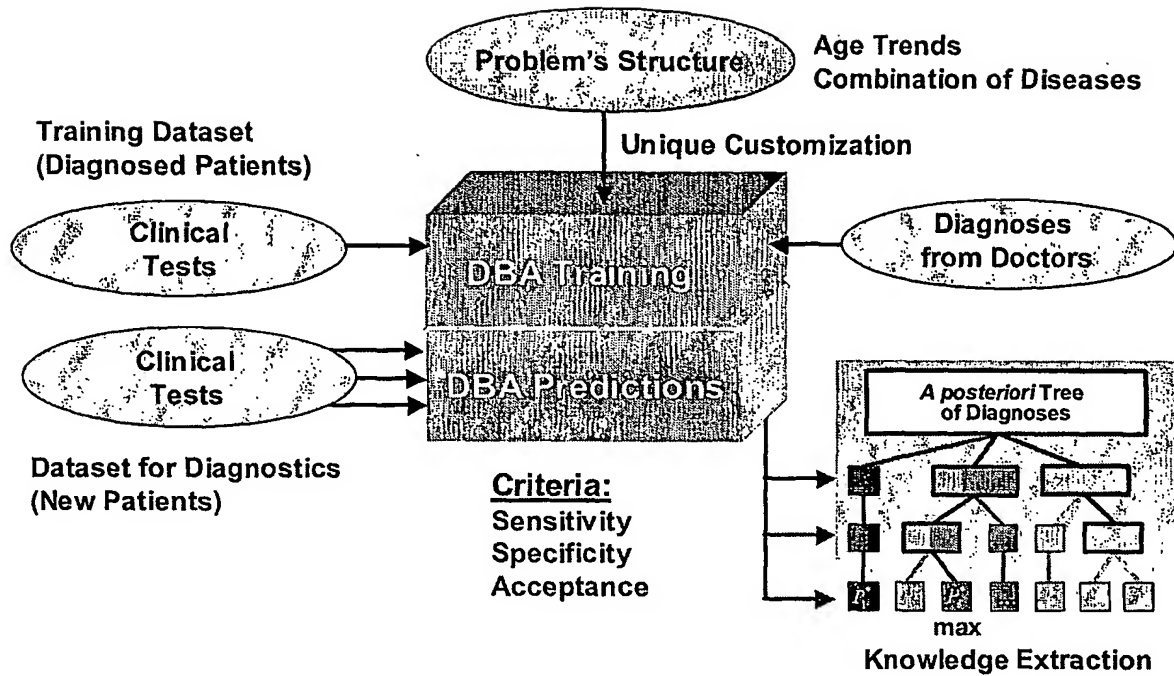 Problem's Structure
Age Trends
Combination of Diseases
Training Dataset
(Diagnosed Patients)
Unique Customization
Clinical
Tests
Diagnoses
from Doctors
DBA Training
Clinical
Tests
DBA Predictions
A posteriori Tree
of Diagnoses
Dataset for Diagnostics
(New Patients)
Criteria:
Sensitivity
Specificity
Acceptance
max
Knowledge Extraction